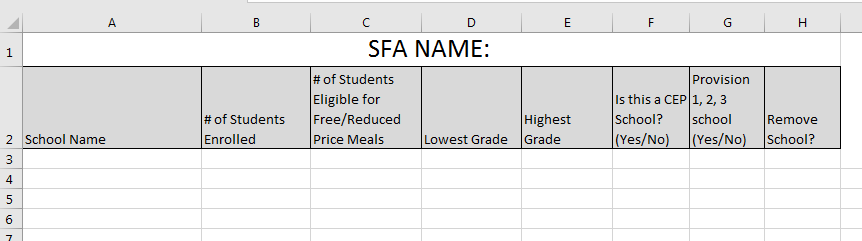 A B C D E F G H
1 SFA NAME:
2 School Name
# of Students
Enrolled
# of Students
Eligible for
Free/Reduced
Price Meals
Lowest Grade
Highest
Grade
Is this a CEP
School?
(Yes/No)
Provision
1, 2, 3
school
(Yes/No)
Remove
School?
3
4
5
6
7